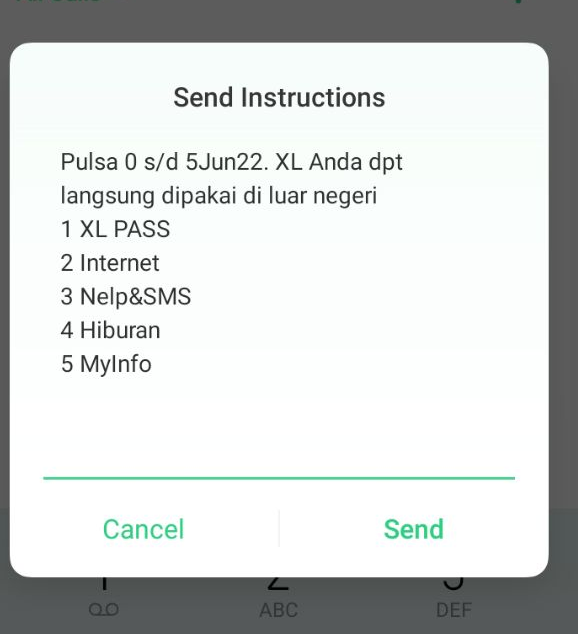 Send Instructions
Pulsa 0 s/d 5Jun22. XL Anda dpt
langsung dipakai di luar negeri
1 XL PASS
2 Internet
3 Nelp&SMS
4 Hiburan
5 MyInfo
Cancel Send
ABC DEF